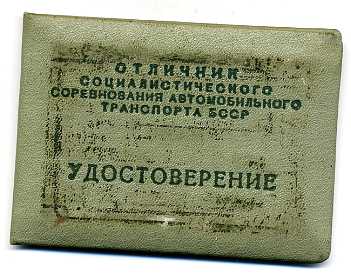 ОТЛИЧНИК
СОЦИАЛИСТИЧЕСКОГО
СОРЕВНОВАНИЯ АВТОМОБИЛЬНОГО
ТРАНСПОРТА БССР
УДОСТОВЕРЕНИЕ